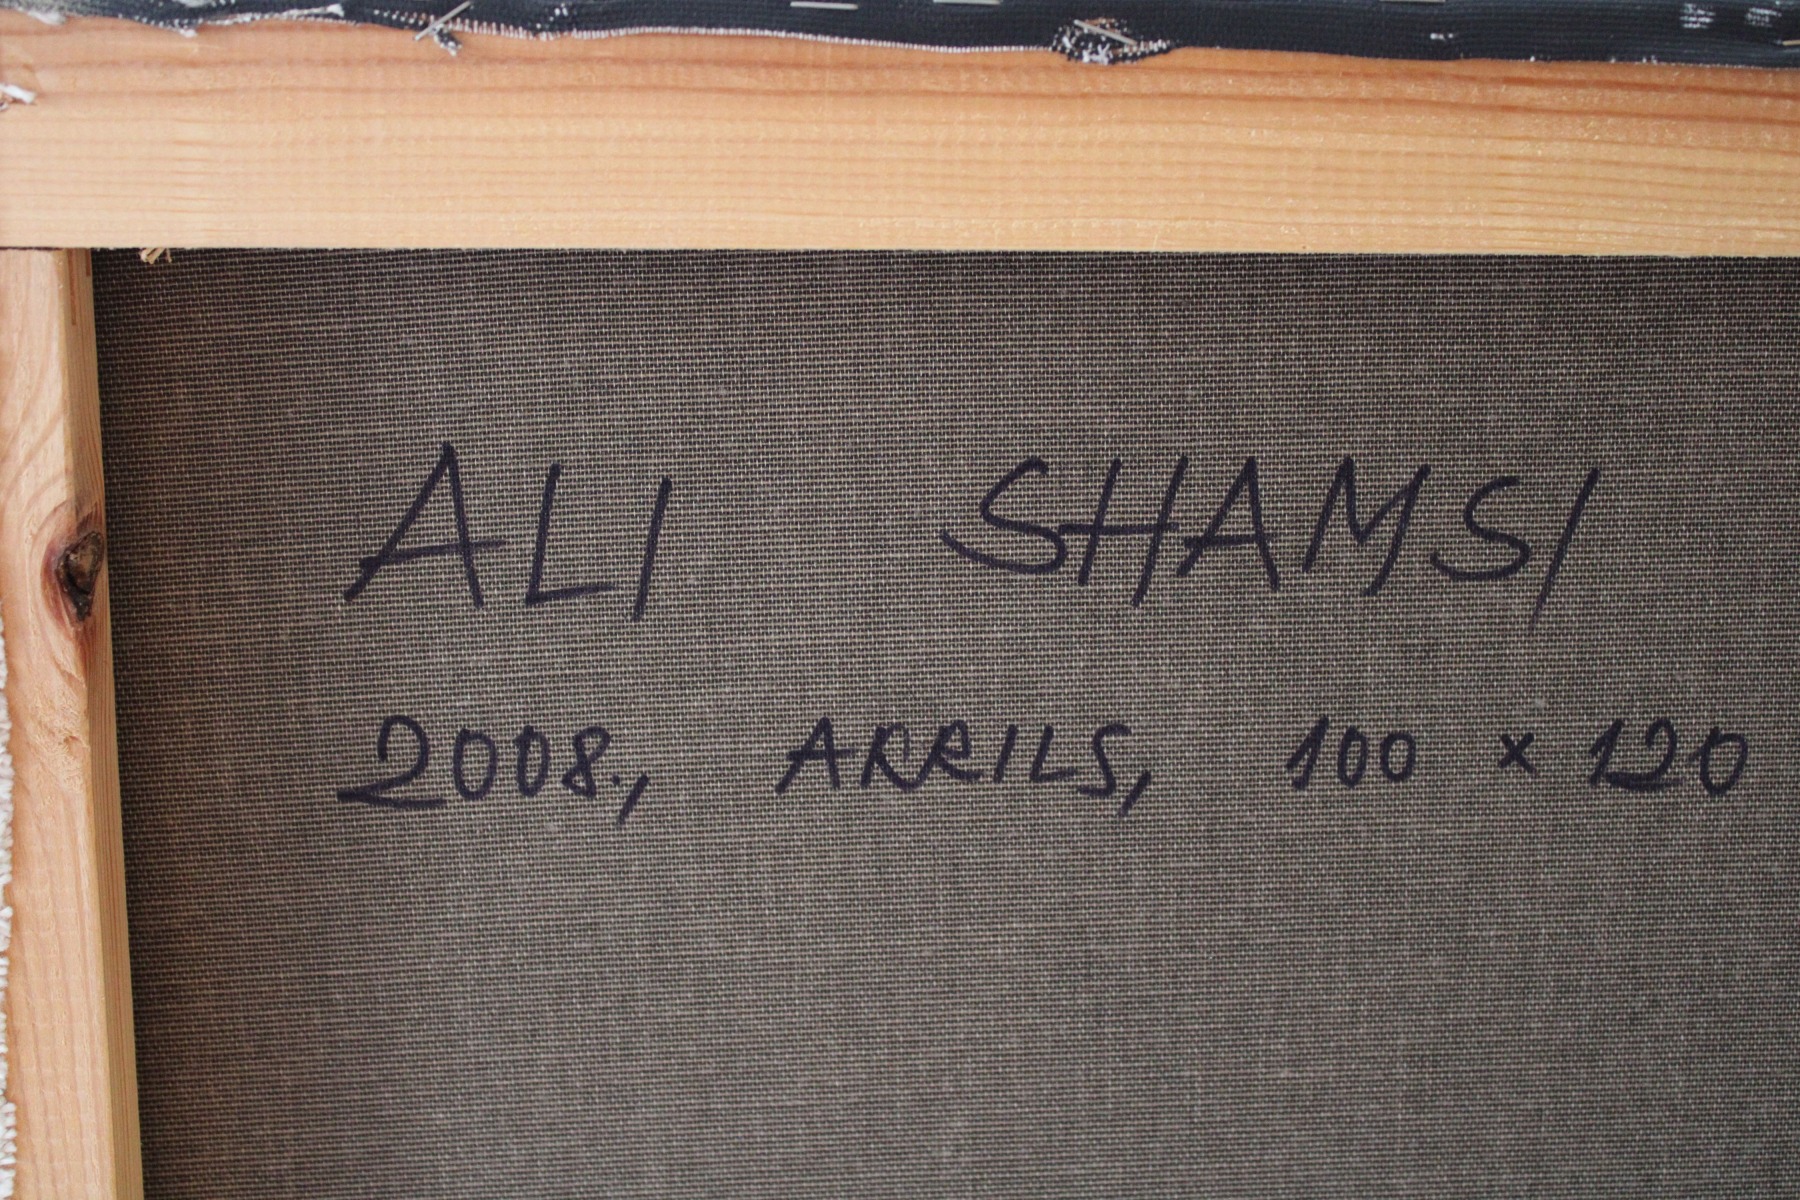 ALI SHAMSI
2008., AKRILS, 100 x 120